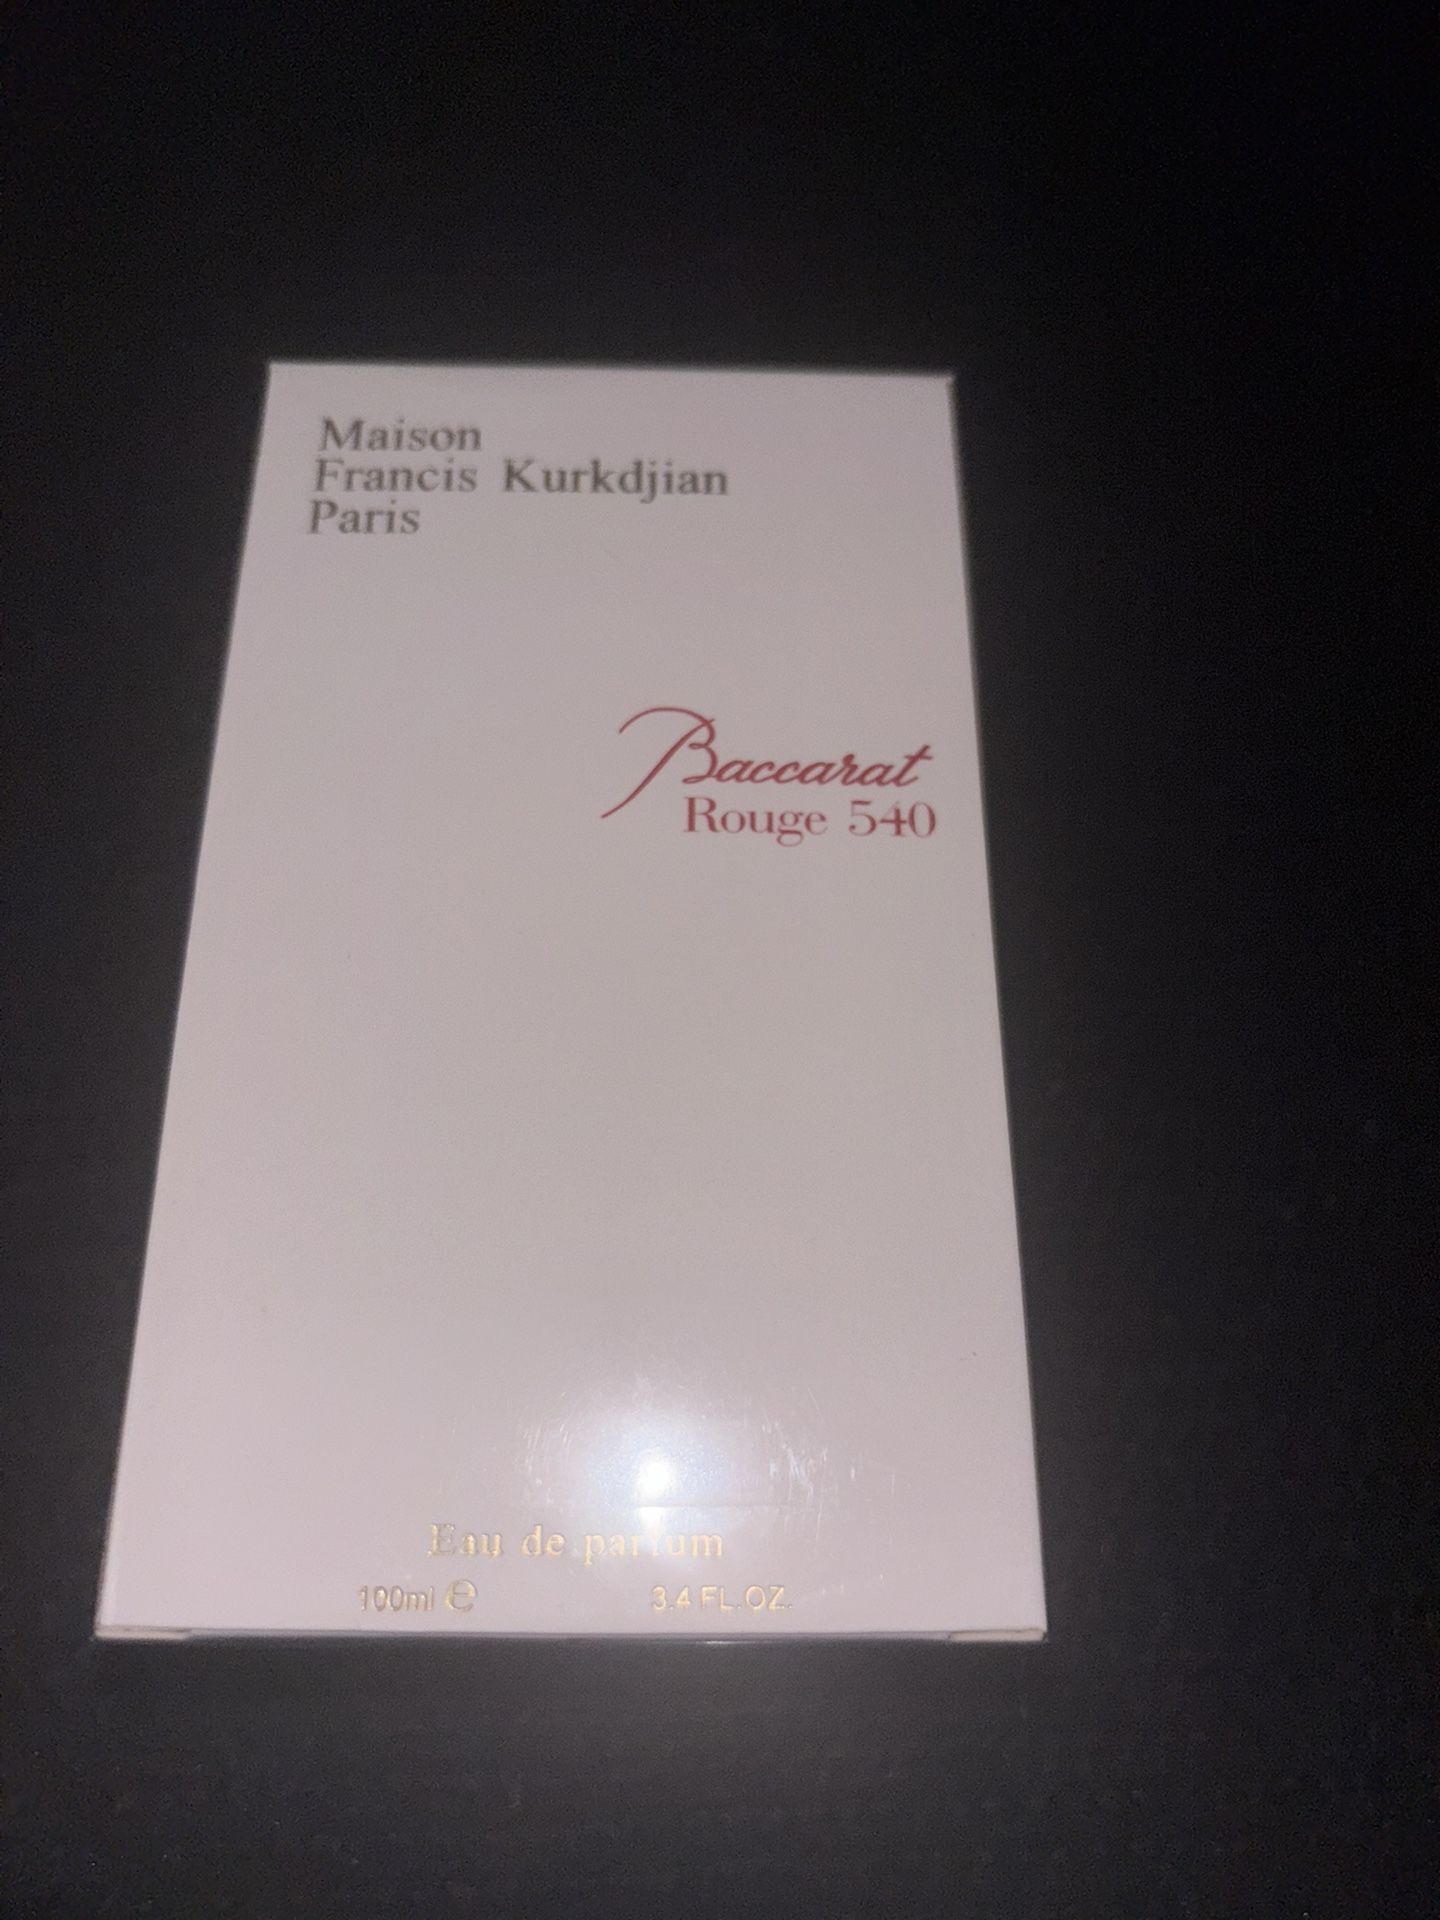 Maison
Francis Kurkdjian
Paris
Baccarat
Rouge 540
Eau de parfum
100ml ℮ 3.4 FL.OZ.